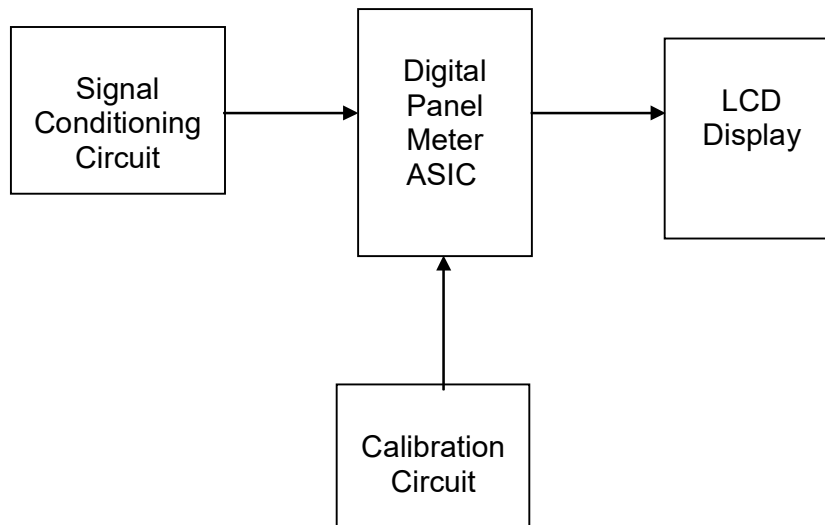 Signal
Conditioning
Circuit
Digital
Panel
Meter
ASIC
LCD
Display
Calibration
Circuit